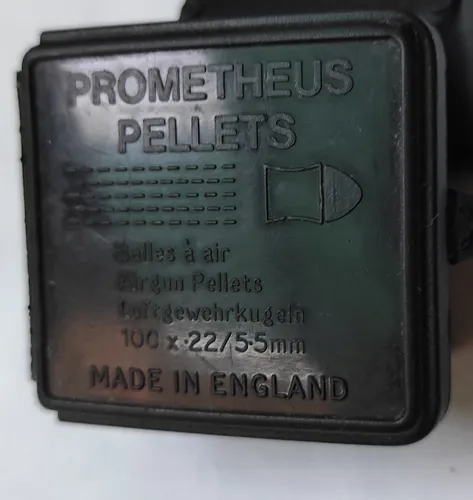 PROMETHEUS
PELLETS
Balles à air
Airgun Pellets
Luftgewehrkugeln
100 x ·22/5·5mm
MADE IN ENGLAND